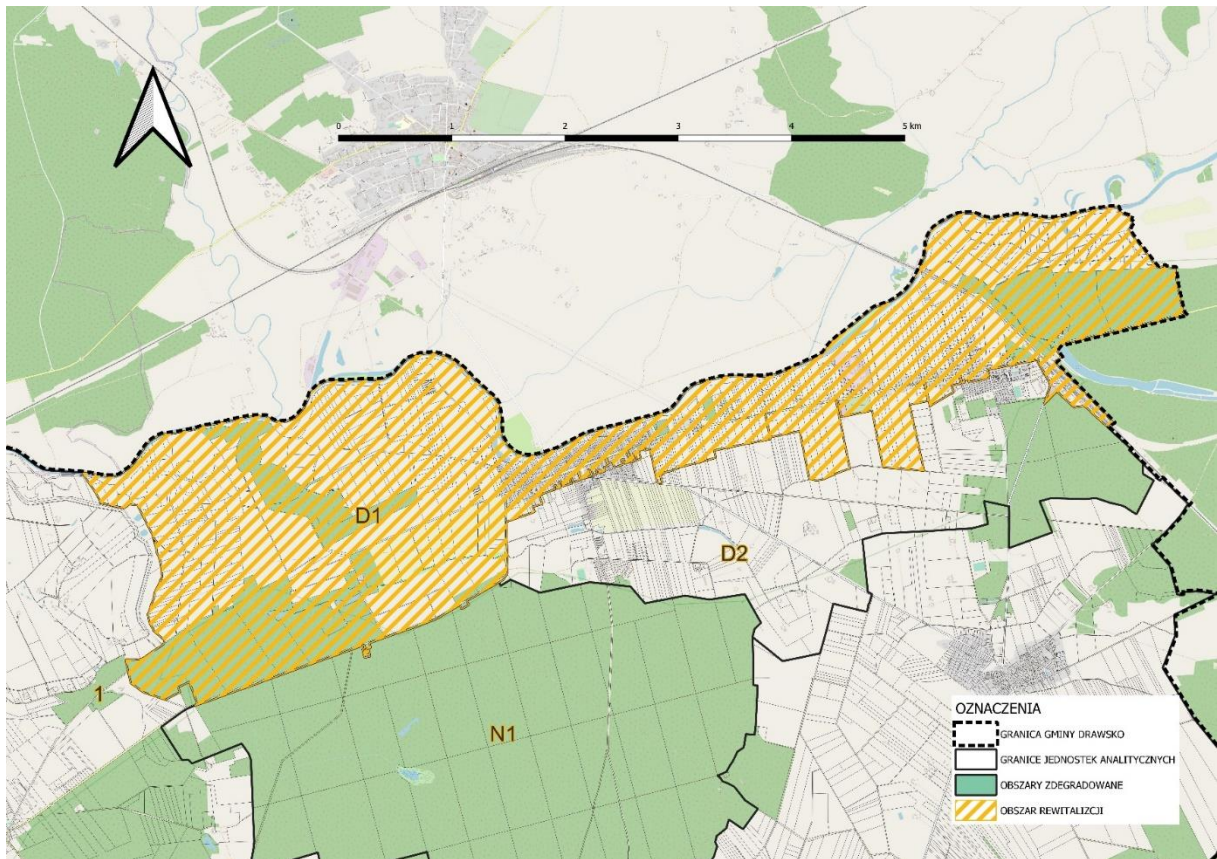 0 1 2 3 4 5 km
D1
D2
1
N1
OZNACZENIA
GRANICA GMINY DRAWSKO
GRANICE JEDNOSTEK ANALITYCZNYCH
OBSZARY ZDEGRADOWANE
OBSZAR REWITALIZCJI